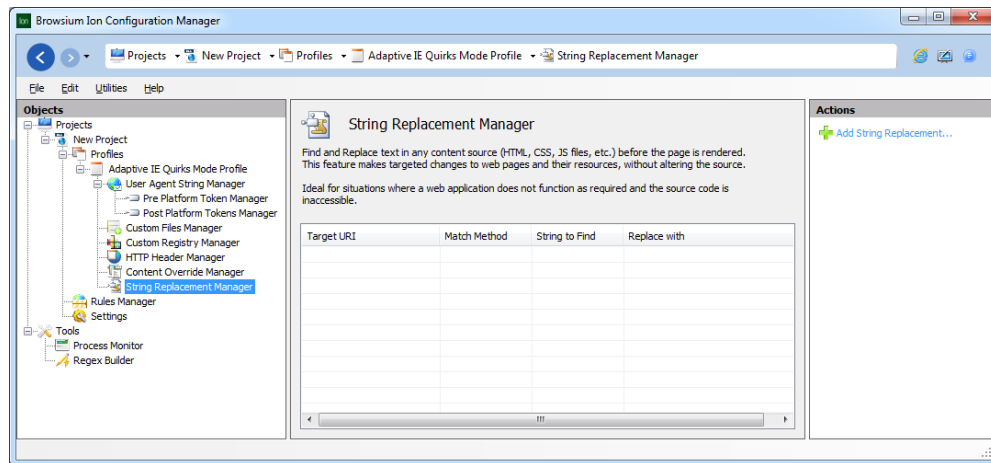 Ion Browsium Ion Configuration Manager
Projects New Project Profiles Adaptive IE Quirks Mode Profile String Replacement Manager
File Edit Utilities Help
Objects
Projects
New Project
Profiles
Adaptive IE Quirks Mode Profile
User Agent String Manager
Pre Platform Token Manager
Post Platform Tokens Manager
Custom Files Manager
Custom Registry Manager
HTTP Header Manager
Content Override Manager
String Replacement Manager
Rules Manager
Settings
Tools
Process Monitor
Regex Builder
String Replacement Manager
Find and Replace text in any content source (HTML, CSS, JS files, etc.) before the page is rendered.
This feature makes targeted changes to web pages and their resources, without altering the source.
Ideal for situations where a web application does not function as required and the source code is
inaccessible.
Target URI Match Method String to Find Replace with
Actions
Add String Replacement...